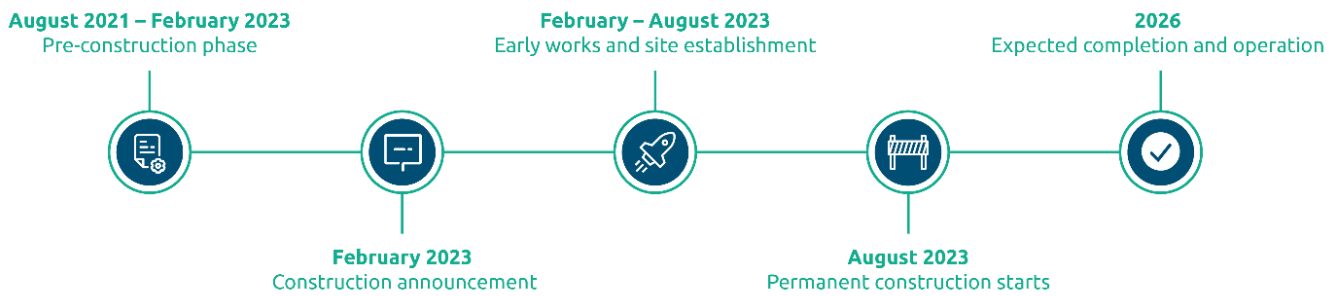 August 2021 – February 2023
Pre-construction phase
February 2023
Construction announcement
February – August 2023
Early works and site establishment
August 2023
Permanent construction starts
2026
Expected completion and operation